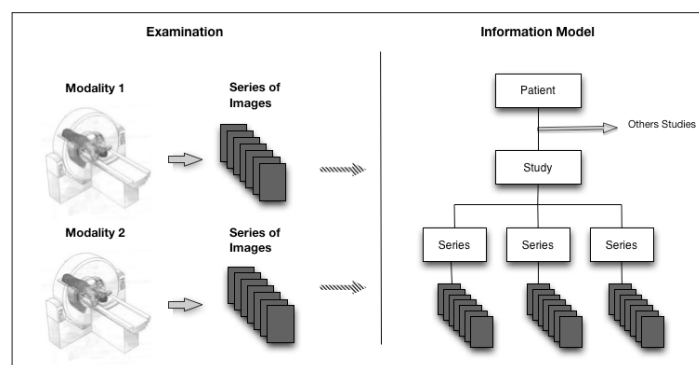 Examination
Information Model
Modality 1
Series of
Images
Modality 2
Series of
Images
Patient
Others Studies
Study
Series
Series
Series